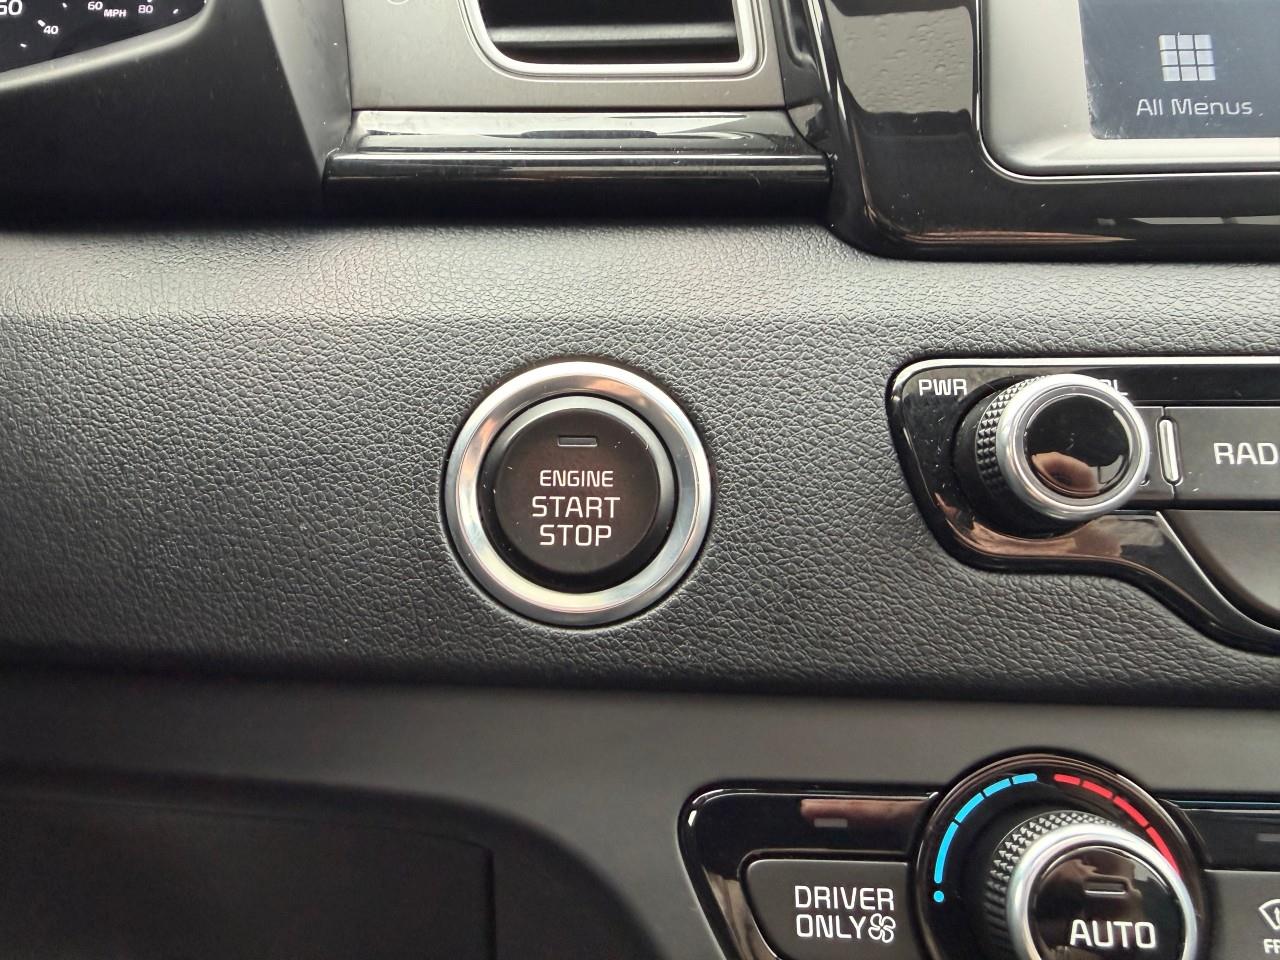 60 MPH 80
40
All Menus
PWR
RAD
ENGINE
START
STOP
DRIVER
ONLY
AUTO